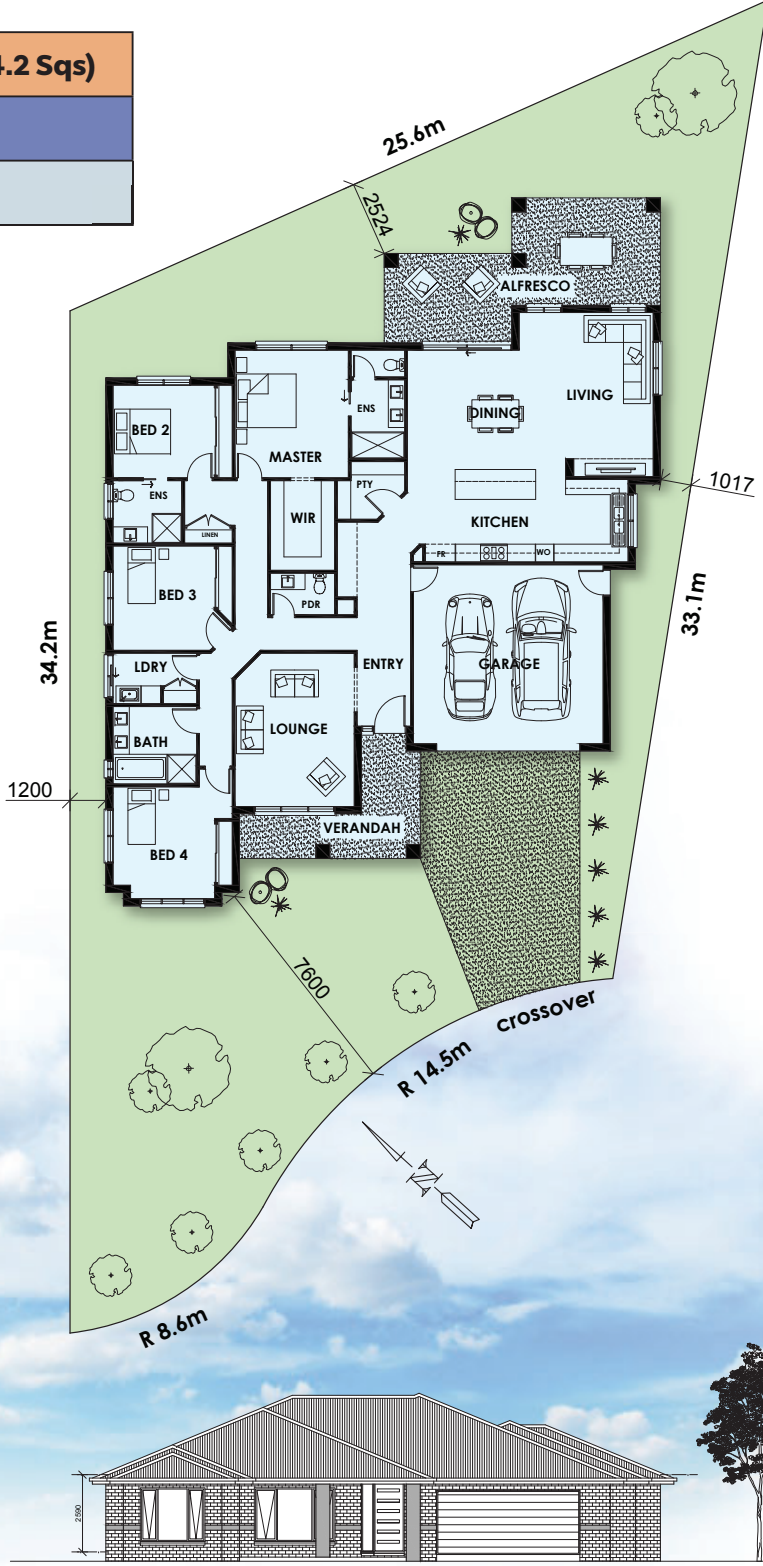 .2 Sqs)
25.6m
2524
ALFRESCO
LIVING
DINING
BED 2
ENS
MASTER
ENS
PTY
1017
WIR
KITCHEN
LINEN
FR
WO
BED 3
PDR
33.1m
34.2m
LDRY
ENTRY
GARAGE
LOUNGE
BATH
1200
VERANDAH
BED 4
7600
crossover
R 14.5m
R 8.6m
2590